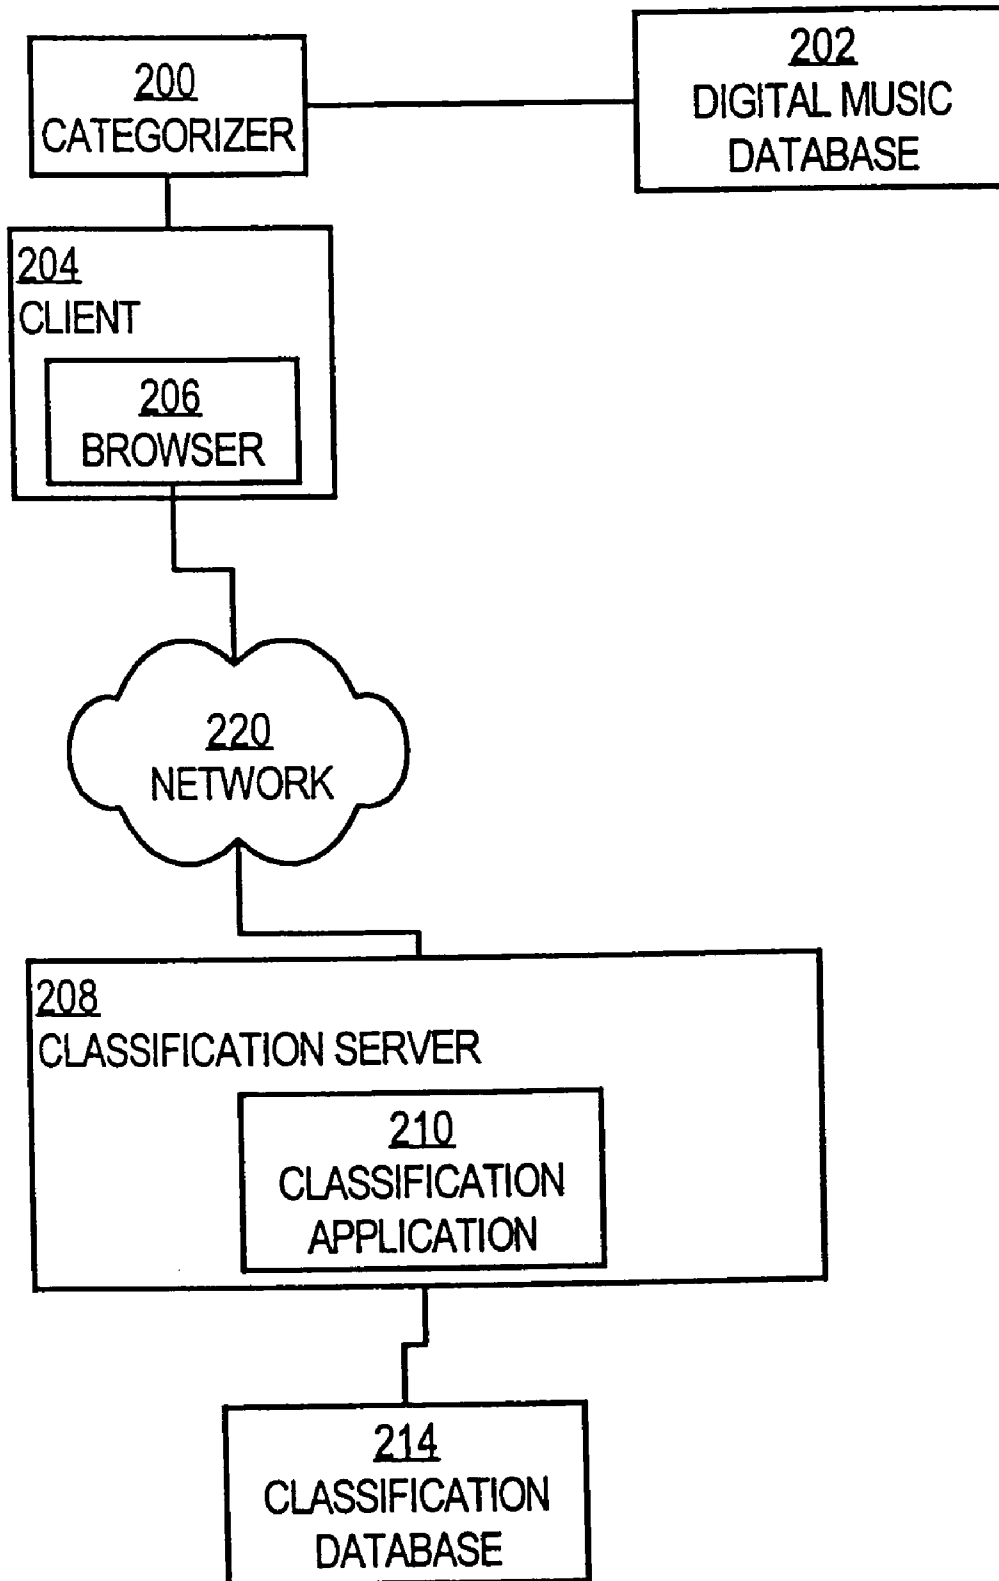 200
CATEGORIZER
202
DIGITAL MUSIC
DATABASE
204
CLIENT
206
BROWSER
220
NETWORK
208
CLASSIFICATION SERVER
210
CLASSIFICATION
APPLICATION
214
CLASSIFICATION
DATABASE